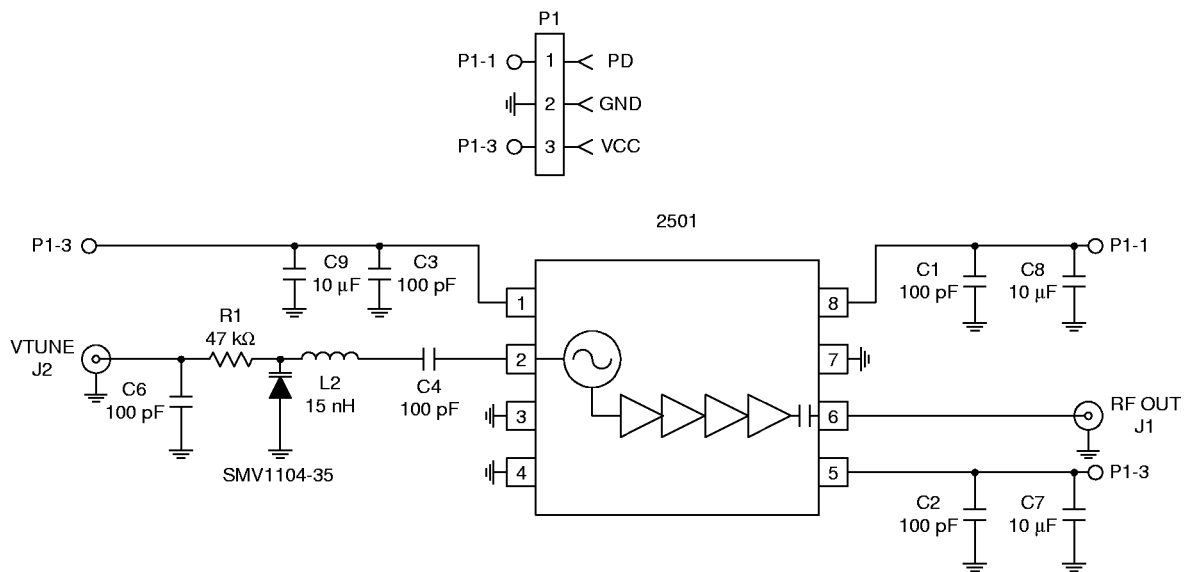 P1
P1-1 1 PD
2 GND
P1-3 3 VCC
2501
P1-3
C9
10 µF
C3
100 pF
C1
100 pF
C8
10 µF
P1-1
1
8
R1
47 kΩ
VTUNE
J2
C6
100 pF
L2
15 nH
C4
100 pF
2
7
3
6
RF OUT
J1
4
5
P1-3
SMV1104-35
C2
100 pF
C7
10 µF